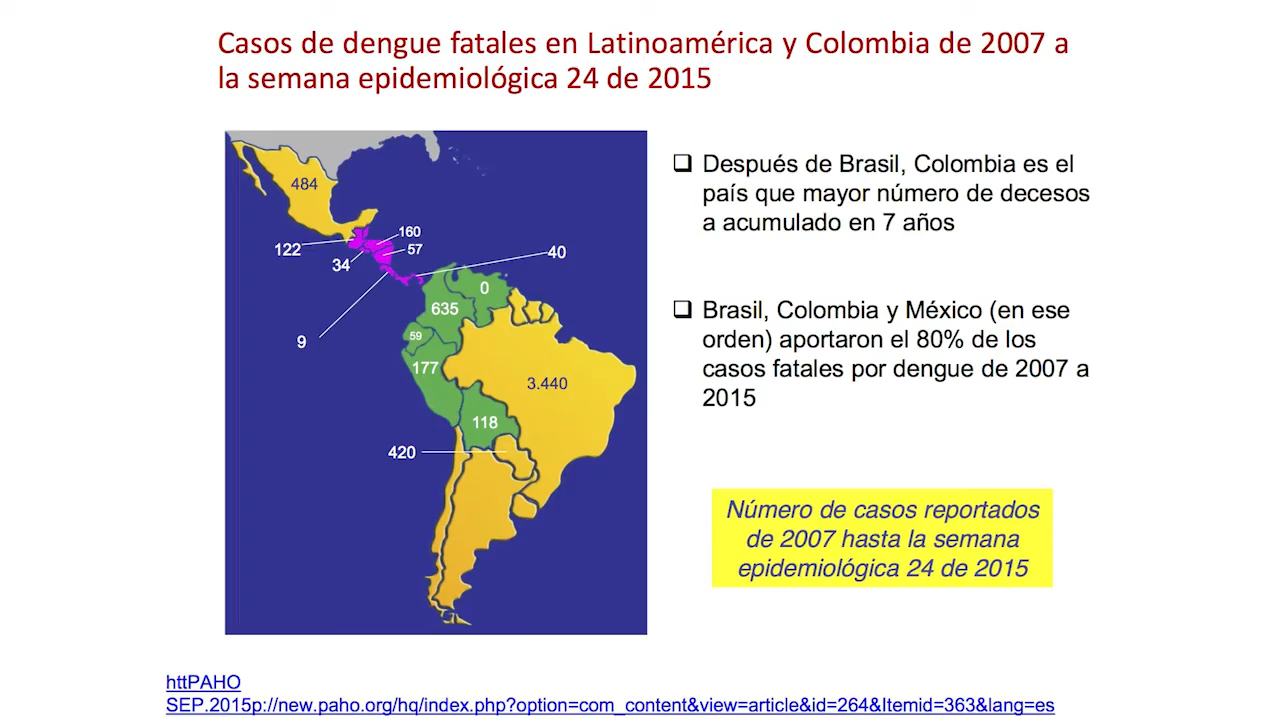 Casos de dengue fatales en Latinoamérica y Colombia de 2007 a
la semana epidemiológica 24 de 2015
484
122
160
57
34
40
9
0
635
59
177
3.440
118
420
Después de Brasil, Colombia es el
país que mayor número de decesos
a acumulado en 7 años
Brasil, Colombia y México (en ese
orden) aportaron el 80% de los
casos fatales por dengue de 2007 a
2015
Número de casos reportados
de 2007 hasta la semana
epidemiológica 24 de 2015
httPAHO
SEP.2015p://new.paho.org/hq/index.php?option=com_content&view=article&id=264&Itemid=363&lang=es